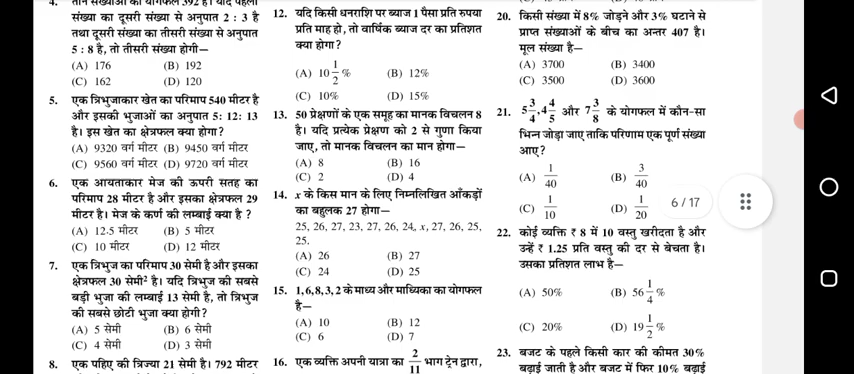 संख्या का दूसरी संख्या से अनुपात 2 : 3 है
तथा दूसरी संख्या का तीसरी संख्या से अनुपात
5 : 8 है, तो तीसरी संख्या होगी—
(A) 176 (B) 192
(C) 162 (D) 120
5. एक त्रिभुजाकार खेत का परिमाप 540 मीटर है
और इसकी भुजाओं का अनुपात 5: 12: 13
है। इस खेत का क्षेत्रफल क्या होगा?
(A) 9320 वर्ग मीटर (B) 9450 वर्ग मीटर
(C) 9560 वर्ग मीटर (D) 9720 वर्ग मीटर
6. एक आयताकार मेज की ऊपरी सतह का
परिमाप 28 मीटर है और इसका क्षेत्रफल 29
मीटर है। मेज के कर्ण की लम्बाई क्या है ?
(A) 12.5 मीटर (B) 5 मीटर
(C) 10 मीटर (D) 12 मीटर
7. एक त्रिभुज का परिमाप 30 सेमी है और इसका
क्षेत्रफल 30 सेमी² है। यदि त्रिभुज की सबसे
बड़ी भुजा की लम्बाई 13 सेमी है, तो त्रिभुज
की सबसे छोटी भुजा क्या होगी?
(A) 5 सेमी (B) 6 सेमी
(C) 4 सेमी (D) 3 सेमी
8. एक पहिए की त्रिज्या 21 सेमी है। 792 मीटर
12. यदि किसी धनराशि पर ब्याज 1 पैसा प्रति रुपया
प्रति माह हो, तो वार्षिक ब्याज दर का प्रतिशत
क्या होगा ?
(A) 10 1/2 % (B) 12%
(C) 10% (D) 15%
13. 50 प्रेक्षणों के एक समूह का मानक विचलन 8
है। यदि प्रत्येक प्रेक्षण को 2 से गुणा किया
जाए, तो मानक विचलन का मान होगा—
(A) 8 (B) 16
(C) 2 (D) 4
14. x के किस मान के लिए निम्नलिखित आँकड़ों
का बहुलक 27 होगा—
25, 26, 27, 23, 27, 26, 24, x, 27, 26, 25,
25.
(A) 26 (B) 27
(C) 24 (D) 25
15. 1, 6, 8, 3, 2 के माध्य और माध्यिका का योगफल
है—
(A) 10 (B) 12
(C) 6 (D) 7
16. एक व्यक्ति अपनी यात्रा का 2/11 भाग ट्रेन द्वारा,
20. किसी संख्या में 8% जोड़ने और 3% घटाने से
प्राप्त संख्याओं के बीच का अन्तर 407 है।
मूल संख्या है—
(A) 3700 (B) 3400
(C) 3500 (D) 3600
21. 5 3/4, 4 4/5 और 7 3/8 के योगफल में कौन-सा
भिन्न जोड़ा जाए ताकि परिणाम एक पूर्ण संख्या
आए?
(A) 1/40 (B) 3/40
(C) 1/10 (D) 1/20
6 / 17
22. कोई व्यक्ति ₹ 8 में 10 वस्तु खरीदता है और
उन्हें ₹ 1.25 प्रति वस्तु की दर से बेचता है।
उसका प्रतिशत लाभ है—
(A) 50% (B) 56 1/4 %
(C) 20% (D) 19 1/2 %
23. बजट के पहले किसी कार की कीमत 30%
बढ़ाई जाती है और बजट में फिर 10% बढ़ाई